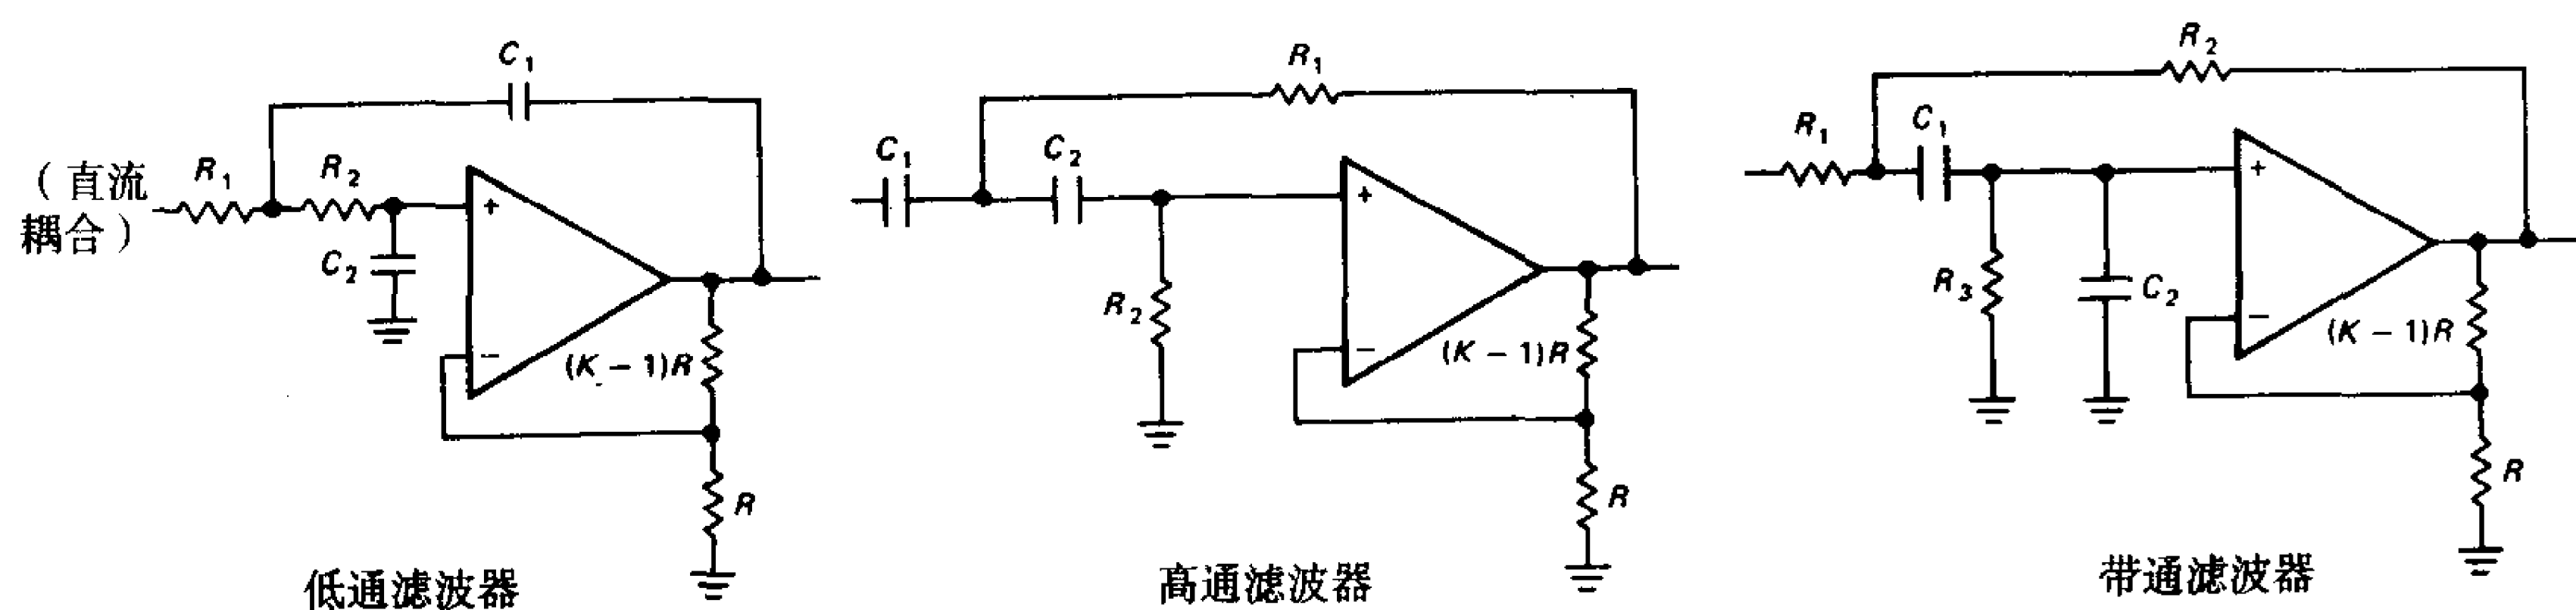 C₁
(直流
耦合)
R₁
R₂
+
C₂
−
(K − 1)R
R
低通滤波器
R₁
C₁
C₂
+
R₂
−
(K − 1)R
R
高通滤波器
R₂
R₁
C₁
+
R₃
C₂
−
(K − 1)R
R
带通滤波器